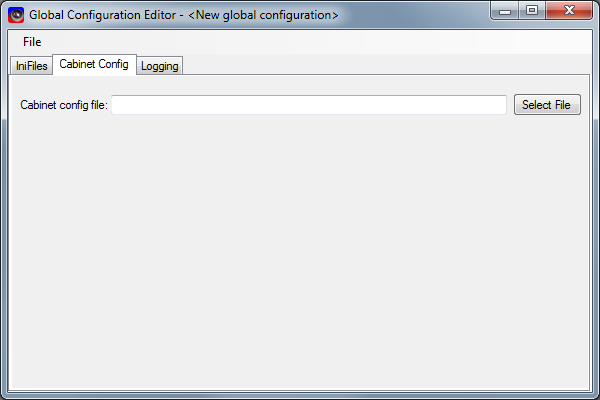 Global Configuration Editor - <New global configuration>
File
IniFiles Cabinet Config Logging
Cabinet config file: Select File